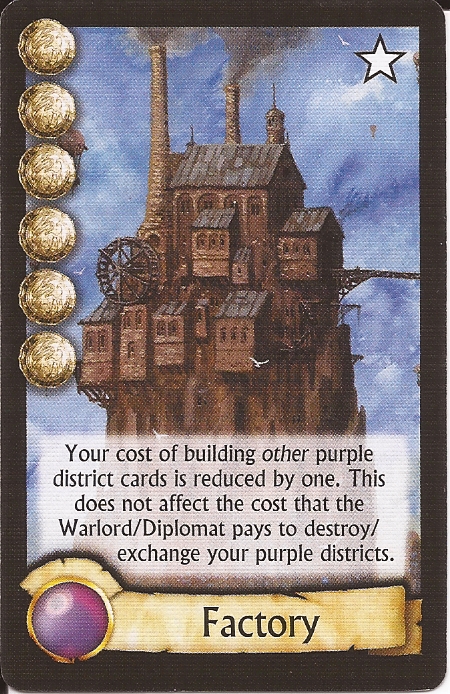 Your cost of building other purple
district cards is reduced by one. This
does not affect the cost that the
Warlord/Diplomat pays to destroy/
exchange your purple districts.
Factory